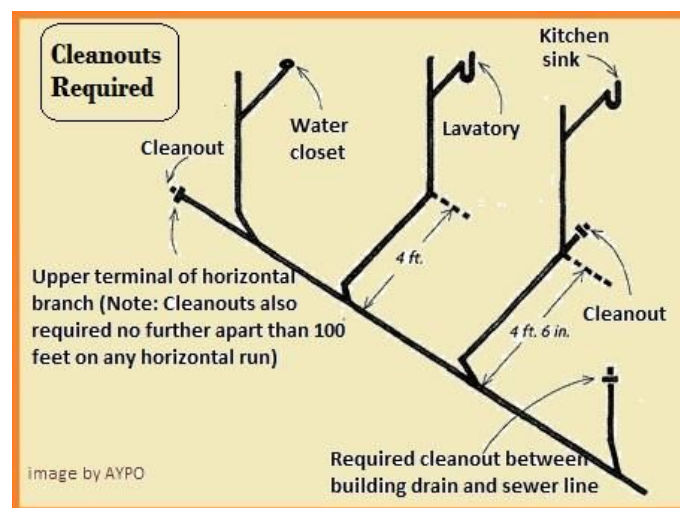 Cleanouts
Required
Kitchen
sink
Water
closet
Lavatory
Cleanout
4 ft.
Upper terminal of horizontal
branch (Note: Cleanouts also
required no further apart than 100
feet on any horizontal run)
Cleanout
4 ft. 6 in.
Required cleanout between
building drain and sewer line
image by AYPO